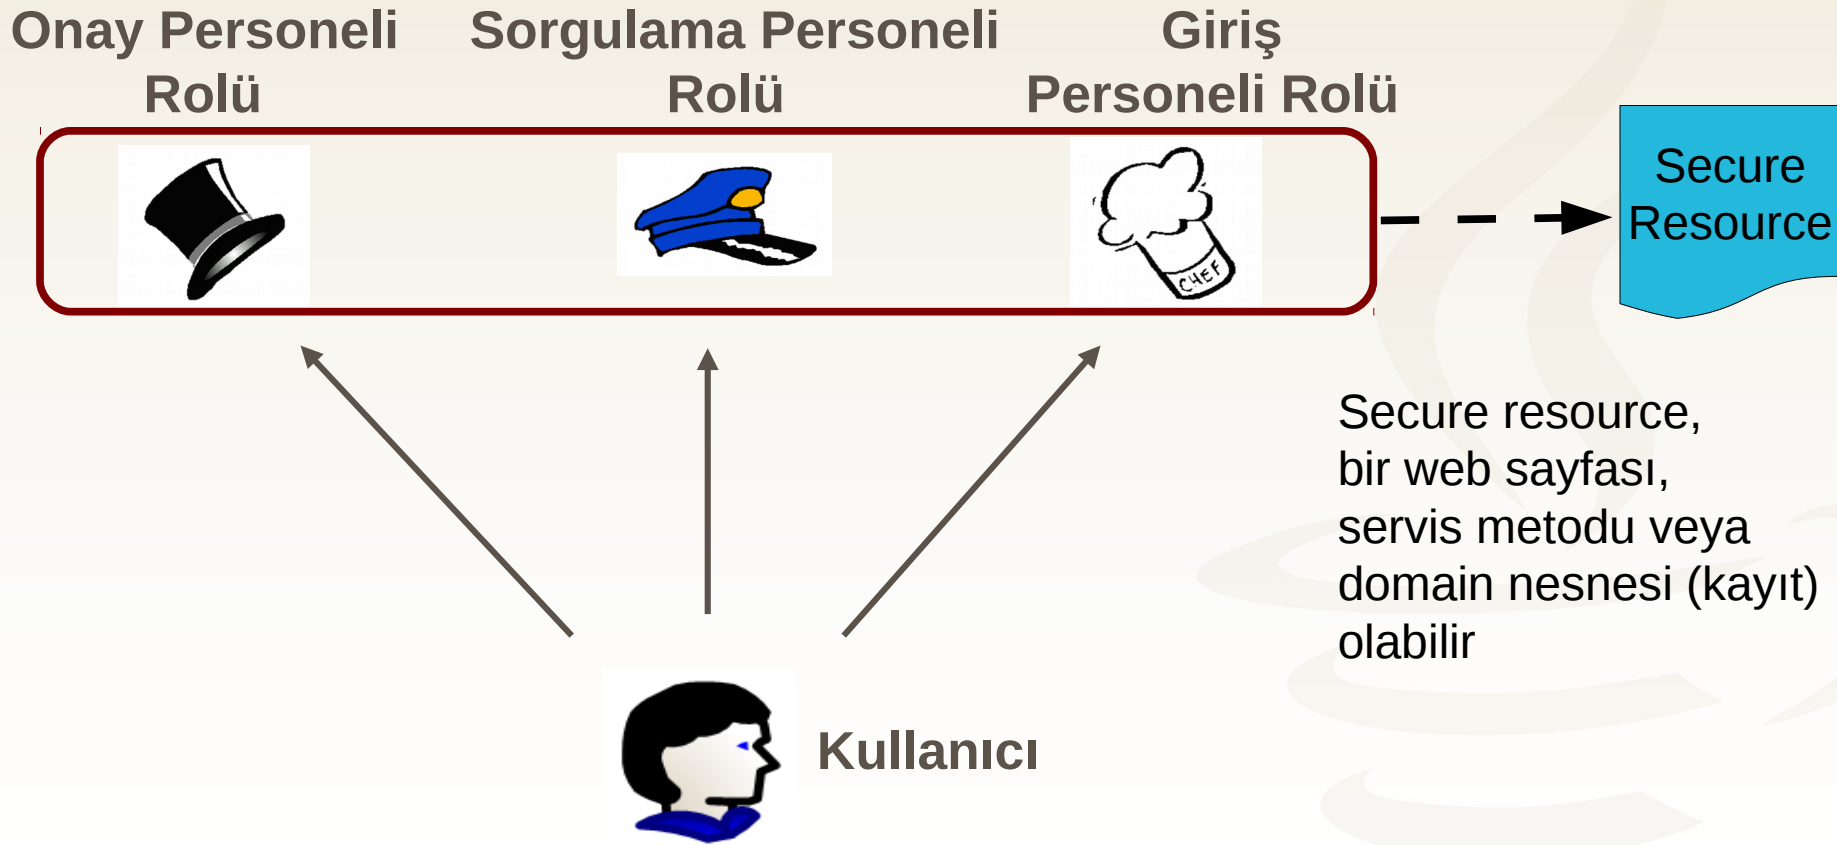 Onay Personeli
Rolü
Sorgulama Personeli
Rolü
Giriş
Personeli Rolü
CHEF
Secure
Resource
Secure resource,
bir web sayfası,
servis metodu veya
domain nesnesi (kayıt)
olabilir
Kullanıcı